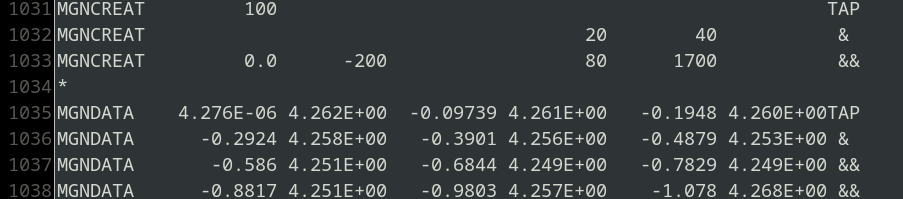 1031 MGNCREAT         100                                                  TAP
1032 MGNCREAT                                        20        40           &
1033 MGNCREAT         0.0      -200                  80      1700           &&
1034 *
1035 MGNDATA    4.276E-06 4.262E+00  -0.09739 4.261E+00   -0.1948 4.260E+00TAP
1036 MGNDATA      -0.2924 4.258E+00   -0.3901 4.256E+00   -0.4879 4.253E+00 &
1037 MGNDATA       -0.586 4.251E+00   -0.6844 4.249E+00   -0.7829 4.249E+00 &&
1038 MGNDATA      -0.8817 4.251E+00   -0.9803 4.257E+00    -1.078 4.268E+00 &&